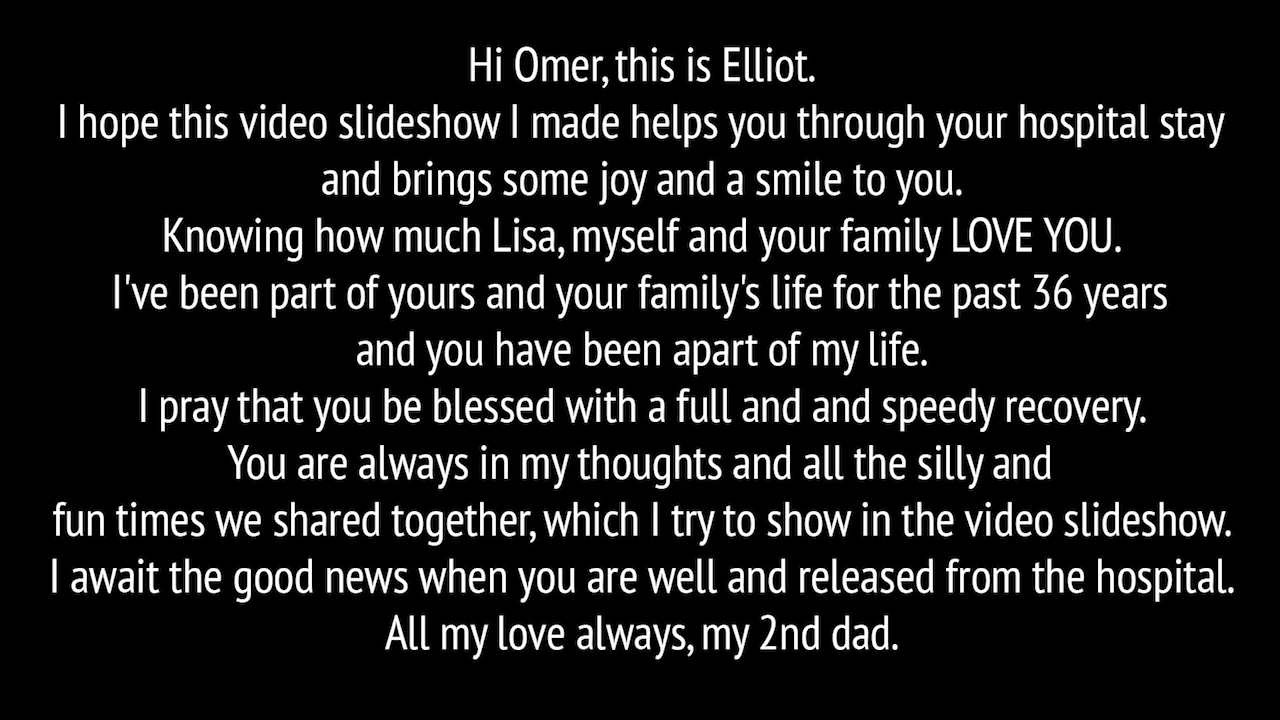 Hi Omer, this is Elliot.
I hope this video slideshow I made helps you through your hospital stay
and brings some joy and a smile to you.
Knowing how much Lisa, myself and your family LOVE YOU.
I've been part of yours and your family's life for the past 36 years
and you have been apart of my life.
I pray that you be blessed with a full and and speedy recovery.
You are always in my thoughts and all the silly and
fun times we shared together, which I try to show in the video slideshow.
I await the good news when you are well and released from the hospital.
All my love always, my 2nd dad.